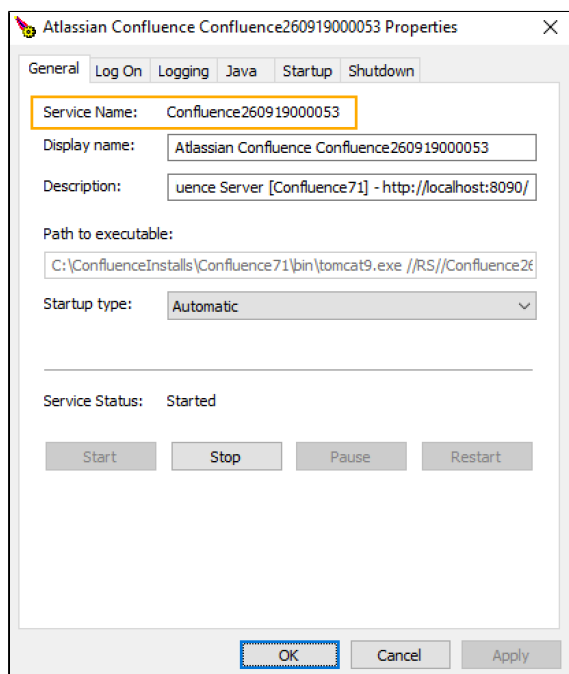 Atlassian Confluence Confluence260919000053 Properties
General Log On Logging Java Startup Shutdown
Service Name: Confluence260919000053
Display name: Atlassian Confluence Confluence260919000053
Description: uence Server [Confluence71] - http://localhost:8090/
Path to executable:
C:\ConfluenceInstalls\Confluence71\bin\tomcat9.exe //RS//Confluence26
Startup type: Automatic
Service Status: Started
Start Stop Pause Restart
OK Cancel Apply